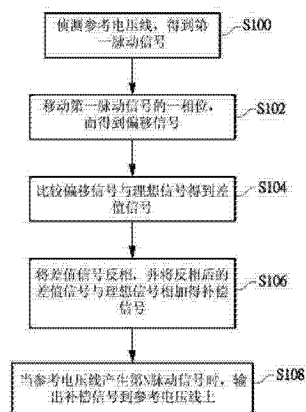 侦测参考电压线，得到第
一脉动信号
S100
移动第一脉动信号的一相位，
而得到偏移信号
S102
比较偏移信号与理想信号得到差
值信号
S104
将差值信号反相，并将反相后的
差值信号与理想信号相加得补偿
信号
S106
当参考电压线产生第N脉动信号时，输
出补偿信号到参考电压线上
S108